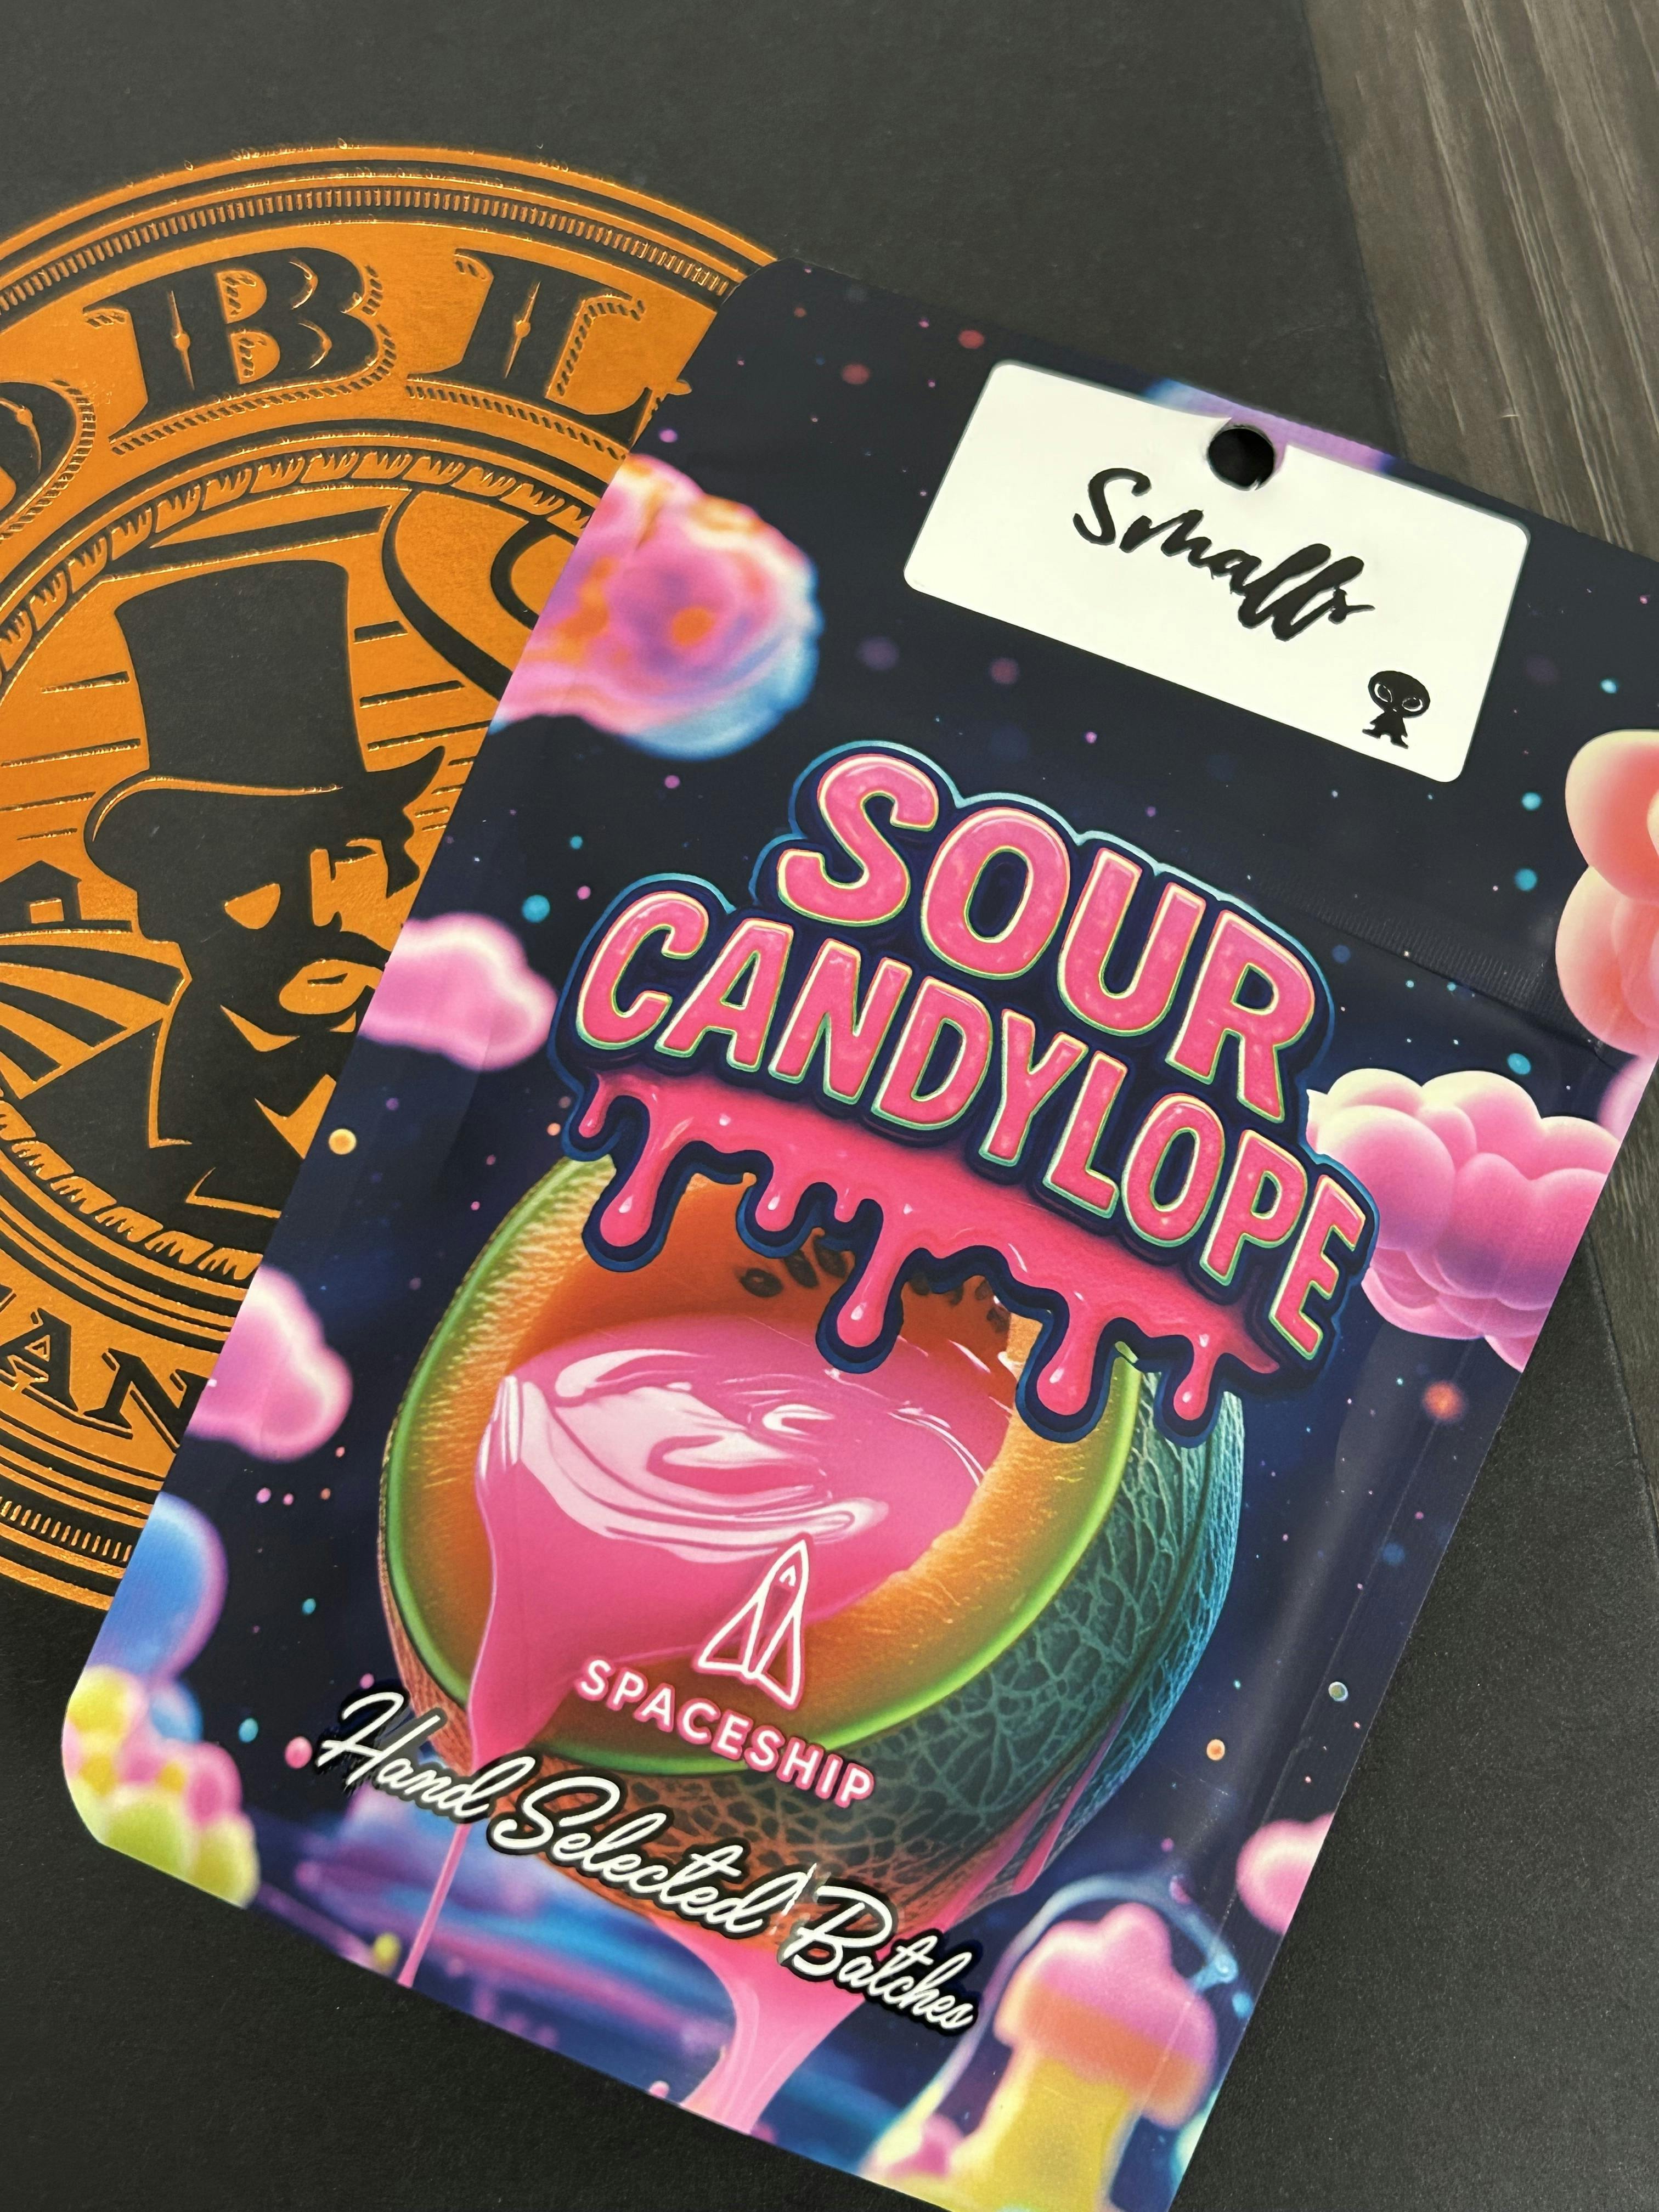 Smalls
SOUR
CANDYLOPE
SPACESHIP
Hand Selected Batches